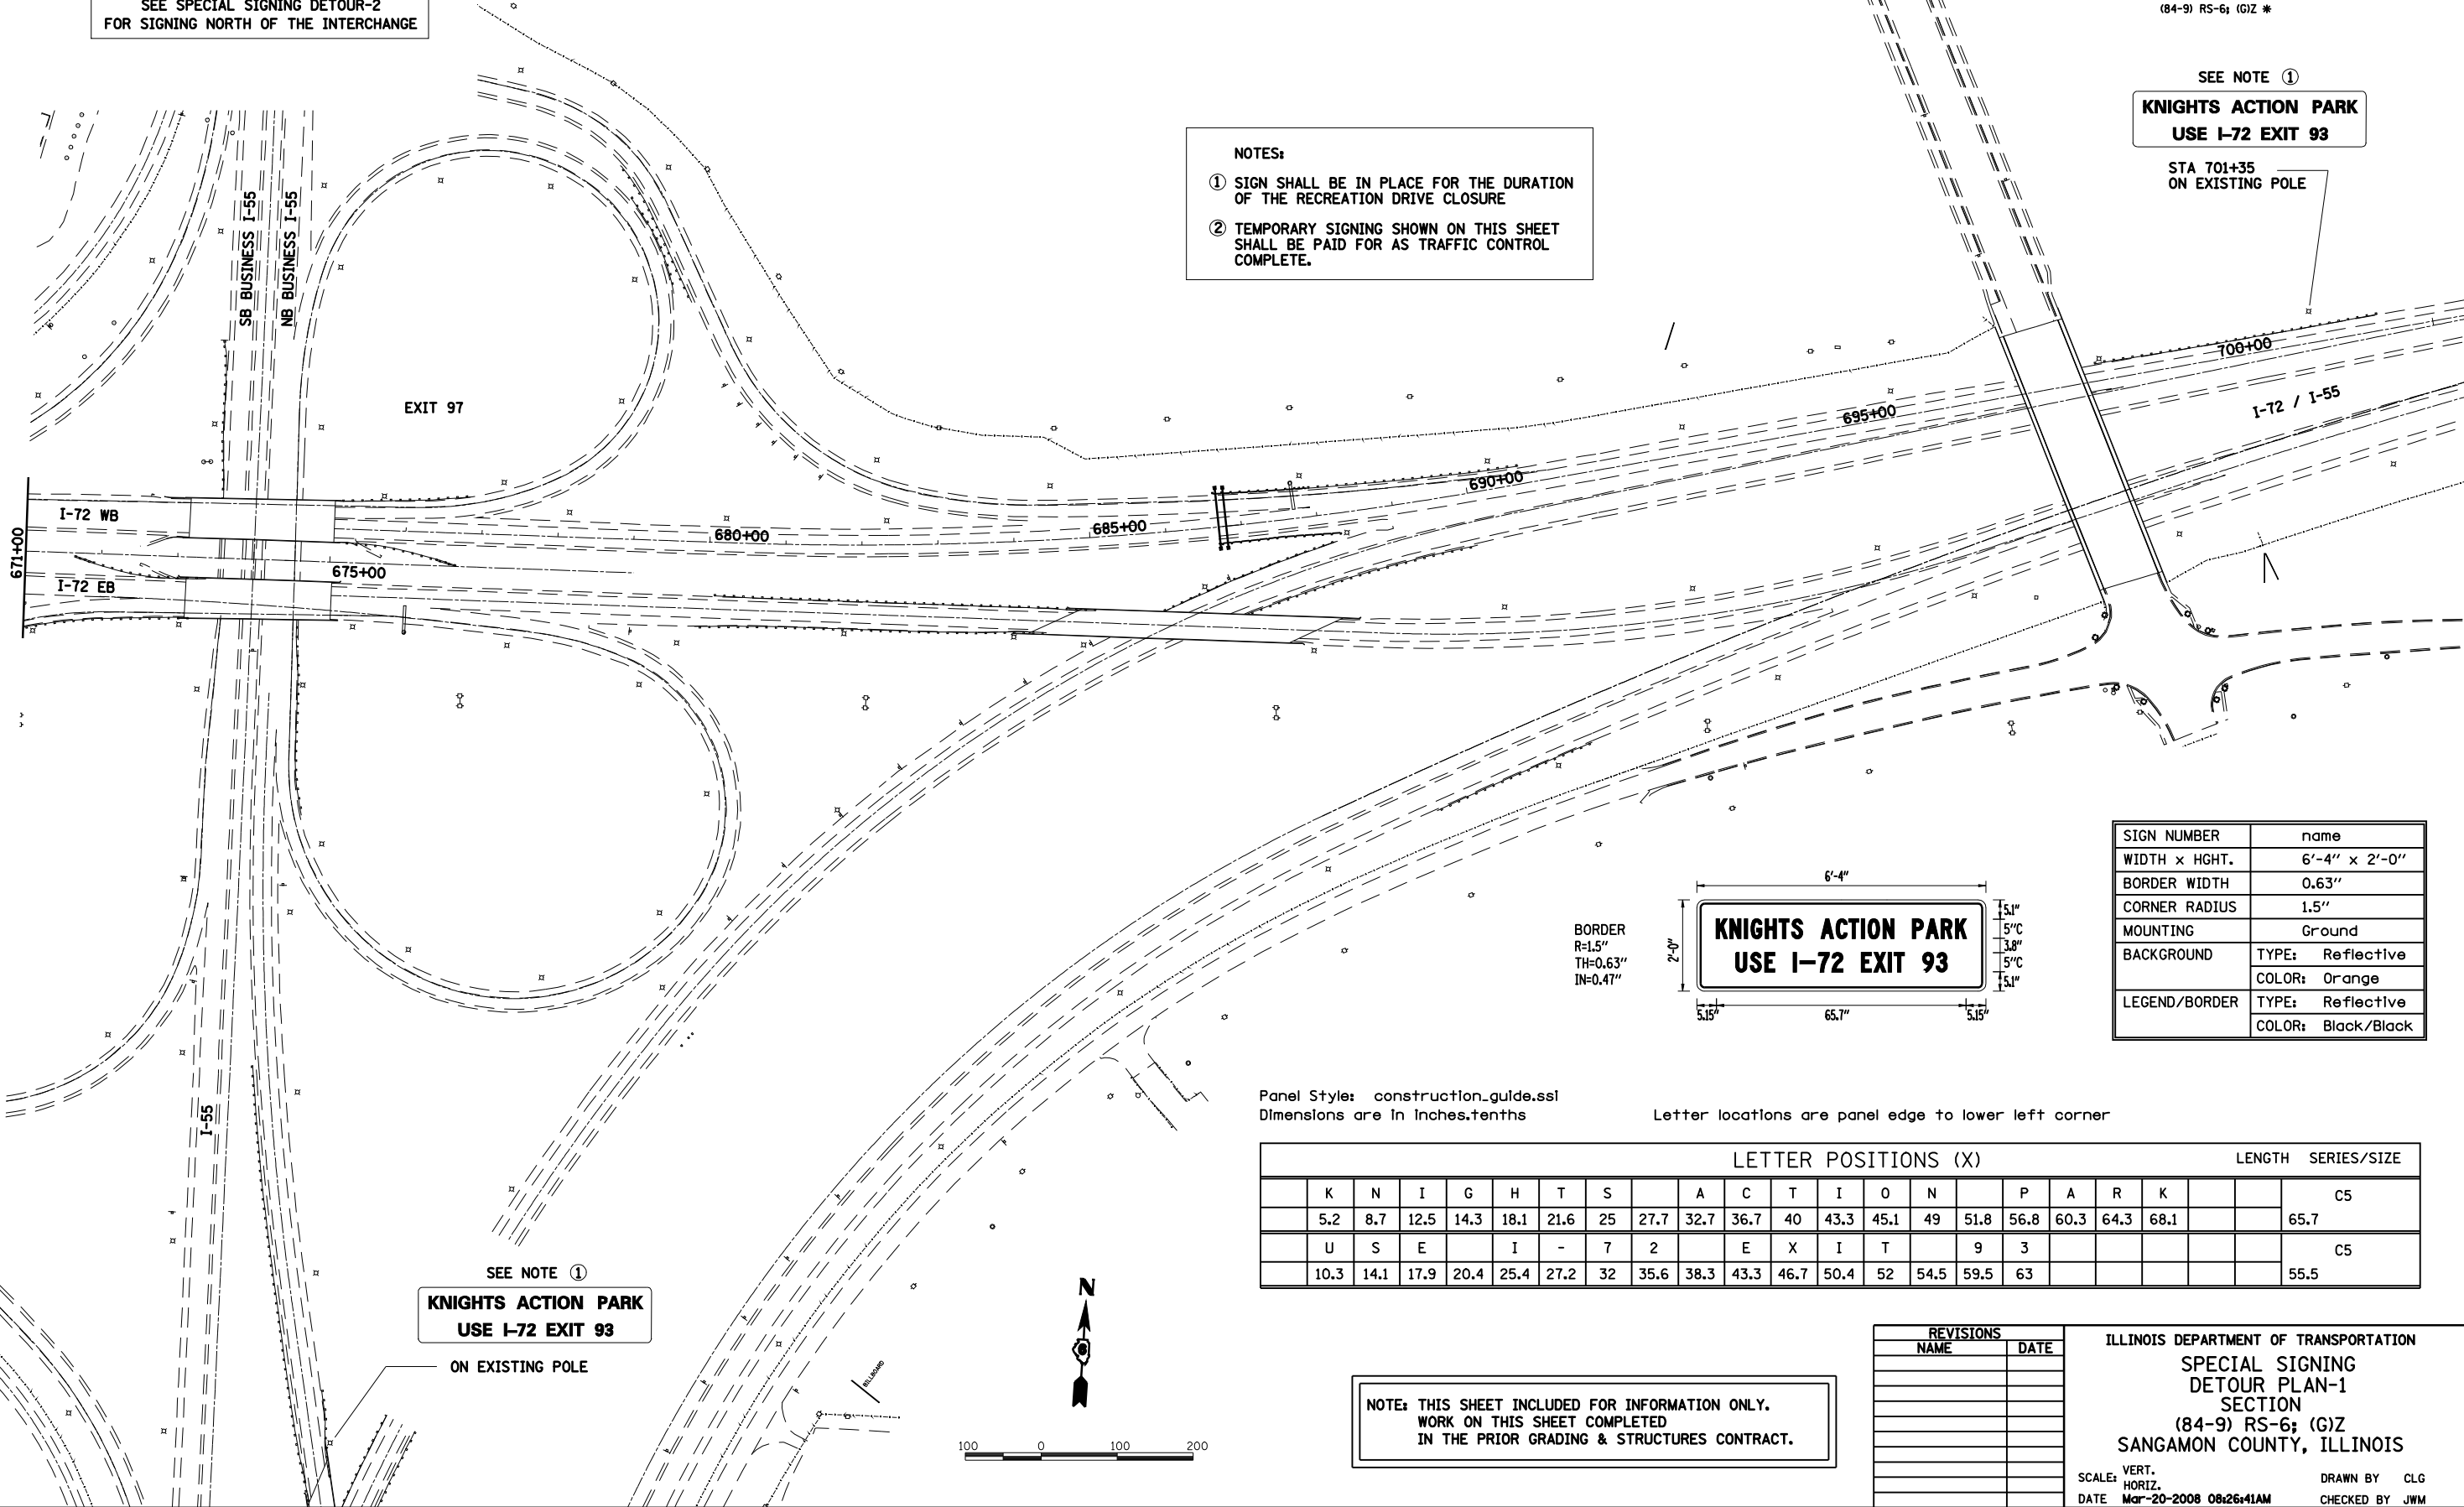 SEE SPECIAL SIGNING DETOUR-2
FOR SIGNING NORTH OF THE INTERCHANGE
(84-9) RS-6; (G)Z *
SEE NOTE ①
KNIGHTS ACTION PARK
USE I-72 EXIT 93
STA 701+35
ON EXISTING POLE
NOTES:
① SIGN SHALL BE IN PLACE FOR THE DURATION
OF THE RECREATION DRIVE CLOSURE
② TEMPORARY SIGNING SHOWN ON THIS SHEET
SHALL BE PAID FOR AS TRAFFIC CONTROL
COMPLETE.
SB BUSINESS I-55
NB BUSINESS I-55
EXIT 97
I-72 WB
I-72 EB
671+00
675+00
680+00
685+00
690+00
695+00
700+00
I-72 / I-55
I-55
SIGN NUMBER name
WIDTH x HGHT. 6'-4" x 2'-0"
BORDER WIDTH 0.63"
CORNER RADIUS 1.5"
MOUNTING Ground
BACKGROUND TYPE: Reflective
COLOR: Orange
LEGEND/BORDER TYPE: Reflective
COLOR: Black/Black
BORDER
R=1.5"
TH=0.63"
IN=0.47"
6'-4"
2'-0"
KNIGHTS ACTION PARK
USE I-72 EXIT 93
5.1"
5"C
3.8"
5"C
5.1"
5.15" 65.7" 5.15"
Panel Style: construction_guide.ssi
Dimensions are in inches.tenths Letter locations are panel edge to lower left corner
LETTER POSITIONS (X) LENGTH SERIES/SIZE
K N I G H T S A C T I O N P A R K C5
5.2 8.7 12.5 14.3 18.1 21.6 25 27.7 32.7 36.7 40 43.3 45.1 49 51.8 56.8 60.3 64.3 68.1 65.7
U S E I - 7 2 E X I T 9 3 C5
10.3 14.1 17.9 20.4 25.4 27.2 32 35.6 38.3 43.3 46.7 50.4 52 54.5 59.5 63 55.5
SEE NOTE ①
KNIGHTS ACTION PARK
USE I-72 EXIT 93
ON EXISTING POLE
BILLBOARD
N
100 0 100 200
NOTE: THIS SHEET INCLUDED FOR INFORMATION ONLY.
WORK ON THIS SHEET COMPLETED
IN THE PRIOR GRADING & STRUCTURES CONTRACT.
REVISIONS
NAME DATE
ILLINOIS DEPARTMENT OF TRANSPORTATION
SPECIAL SIGNING
DETOUR PLAN-1
SECTION
(84-9) RS-6; (G)Z
SANGAMON COUNTY, ILLINOIS
SCALE: VERT.
HORIZ.
DATE Mar-20-2008 08:26:41AM
DRAWN BY CLG
CHECKED BY JWM